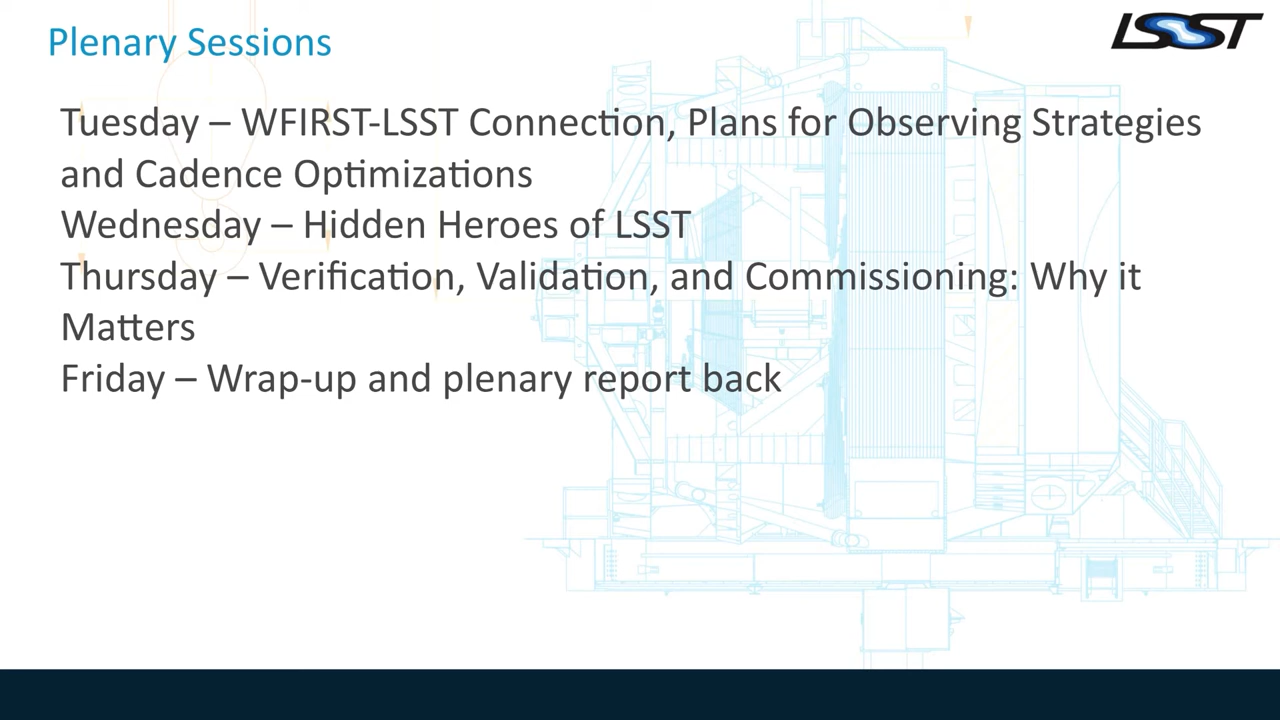 Plenary Sessions
LSST
Tuesday – WFIRST-LSST Connection, Plans for Observing Strategies
and Cadence Optimizations
Wednesday – Hidden Heroes of LSST
Thursday – Verification, Validation, and Commissioning: Why it
Matters
Friday – Wrap-up and plenary report back